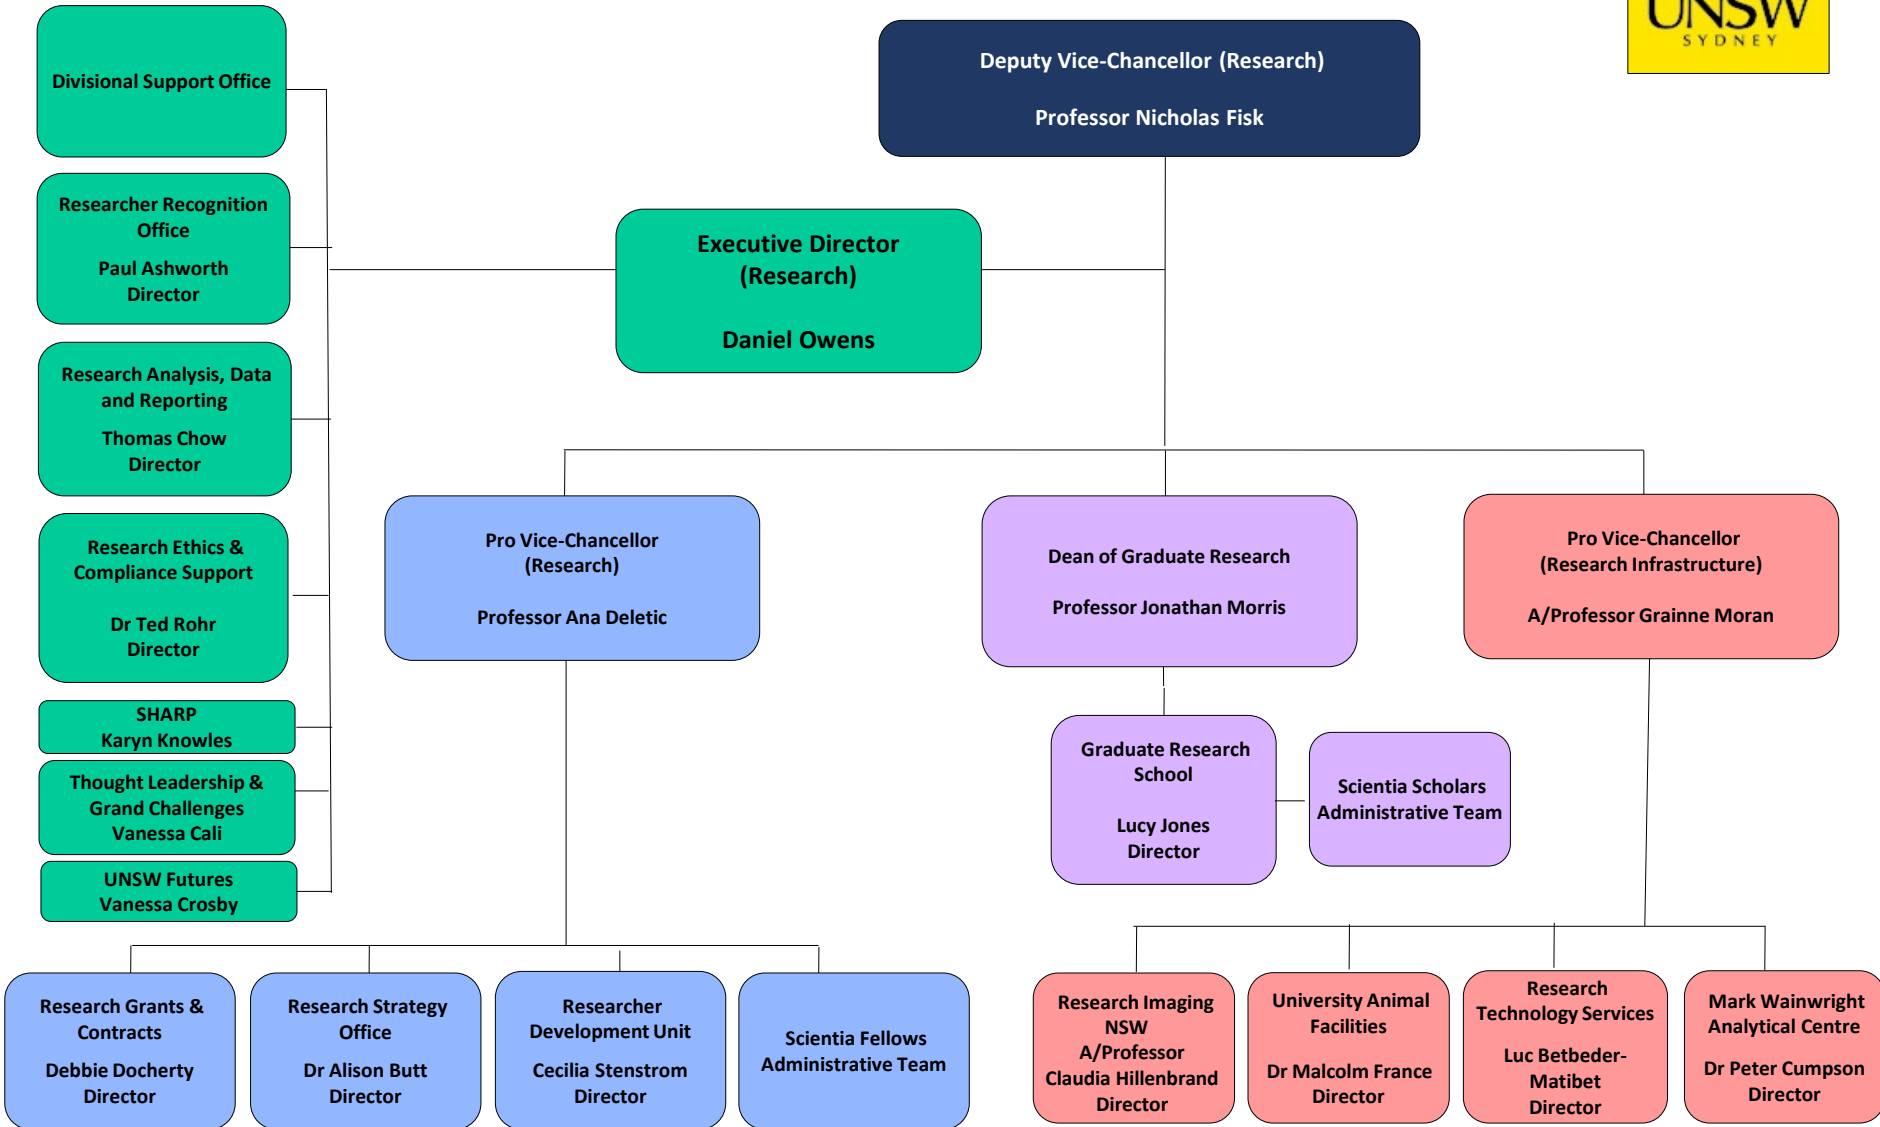 UNSW
SYDNEY
Deputy Vice-Chancellor (Research)
Professor Nicholas Fisk
Executive Director
(Research)
Daniel Owens
Divisional Support Office
Researcher Recognition
Office
Paul Ashworth
Director
Research Analysis, Data
and Reporting
Thomas Chow
Director
Research Ethics &
Compliance Support
Dr Ted Rohr
Director
SHARP
Karyn Knowles
Thought Leadership &
Grand Challenges
Vanessa Cali
UNSW Futures
Vanessa Crosby
Pro Vice-Chancellor
(Research)
Professor Ana Deletic
Dean of Graduate Research
Professor Jonathan Morris
Pro Vice-Chancellor
(Research Infrastructure)
A/Professor Grainne Moran
Graduate Research
School
Lucy Jones
Director
Scientia Scholars
Administrative Team
Research Grants &
Contracts
Debbie Docherty
Director
Research Strategy
Office
Dr Alison Butt
Director
Researcher
Development Unit
Cecilia Stenstrom
Director
Scientia Fellows
Administrative Team
Research Imaging
NSW
A/Professor
Claudia Hillenbrand
Director
University Animal
Facilities
Dr Malcolm France
Director
Research
Technology Services
Luc Betbeder-
Matibet
Director
Mark Wainwright
Analytical Centre
Dr Peter Cumpson
Director